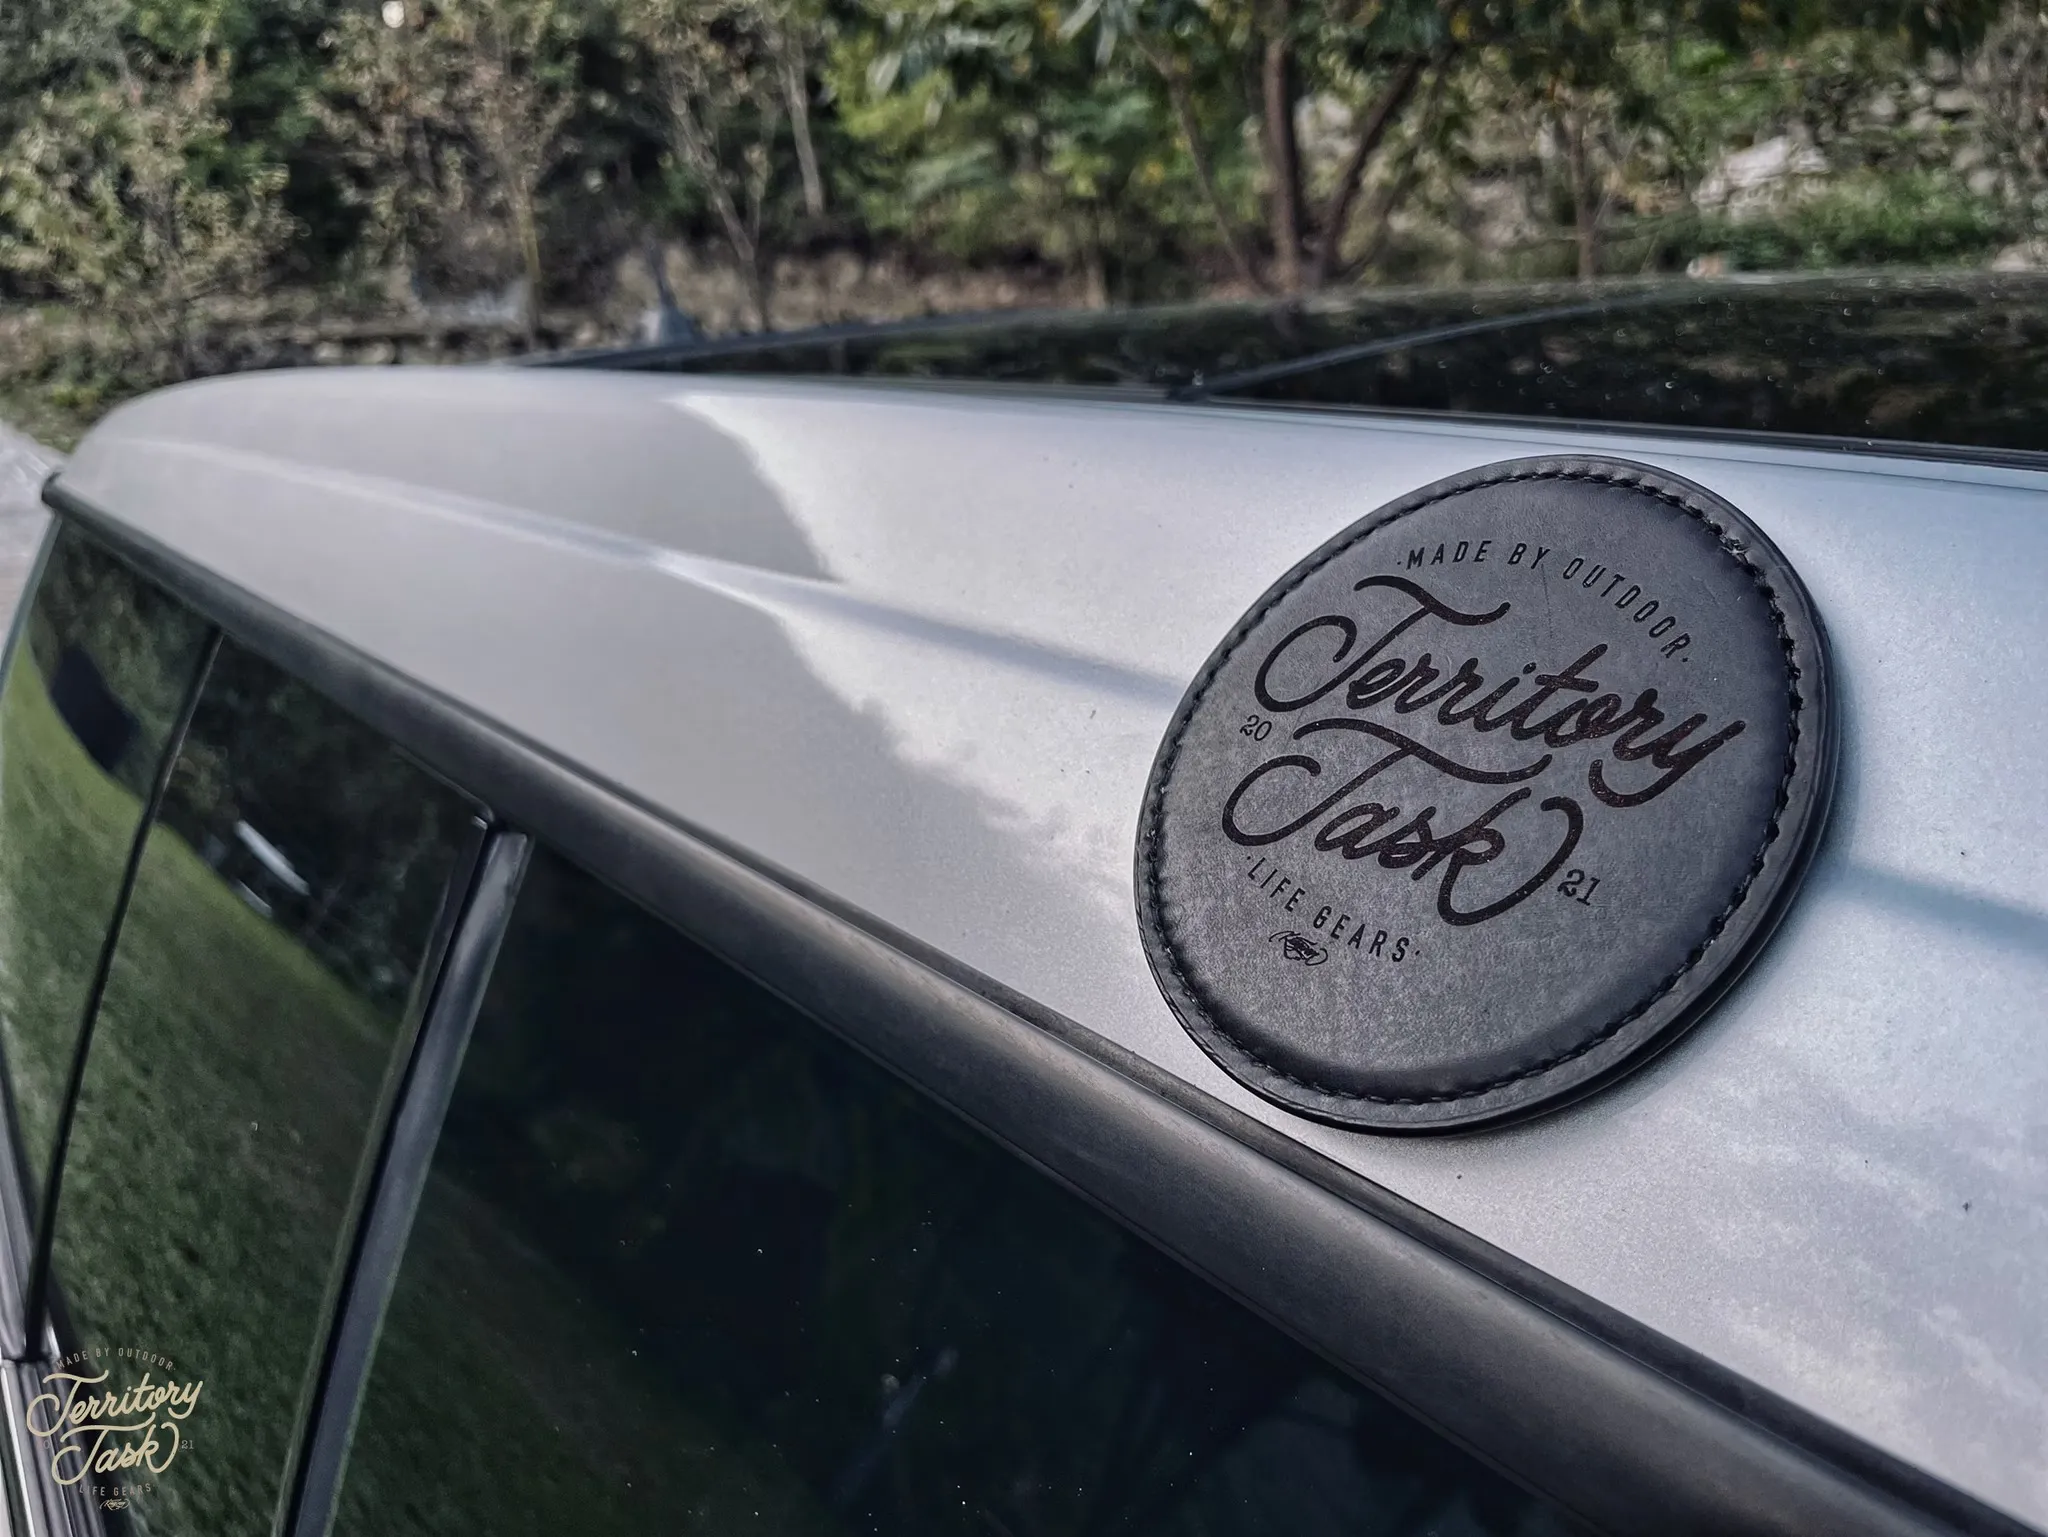 ·MADE BY OUTDOOR·
Territory
20
Task
21
·LIFE GEARS·
·MADE BY OUTDOOR·
Territory
Task
21
LIFE GEARS